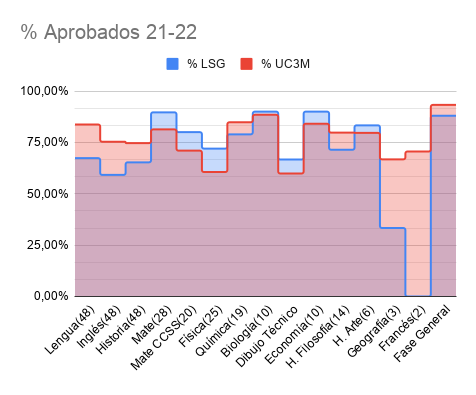 % Aprobados 21-22
% LSG
% UC3M
100,00%
75,00%
50,00%
25,00%
0,00%
Lengua(48)
Inglés(48)
Historia(48)
Mate(28)
Mate CCSS(20)
Física(25)
Química(19)
Biología(10)
Dibujo Técnico
Economía(10)
H. Filosofía(14)
H. Arte(6)
Geografía(3)
Francés(2)
Fase General